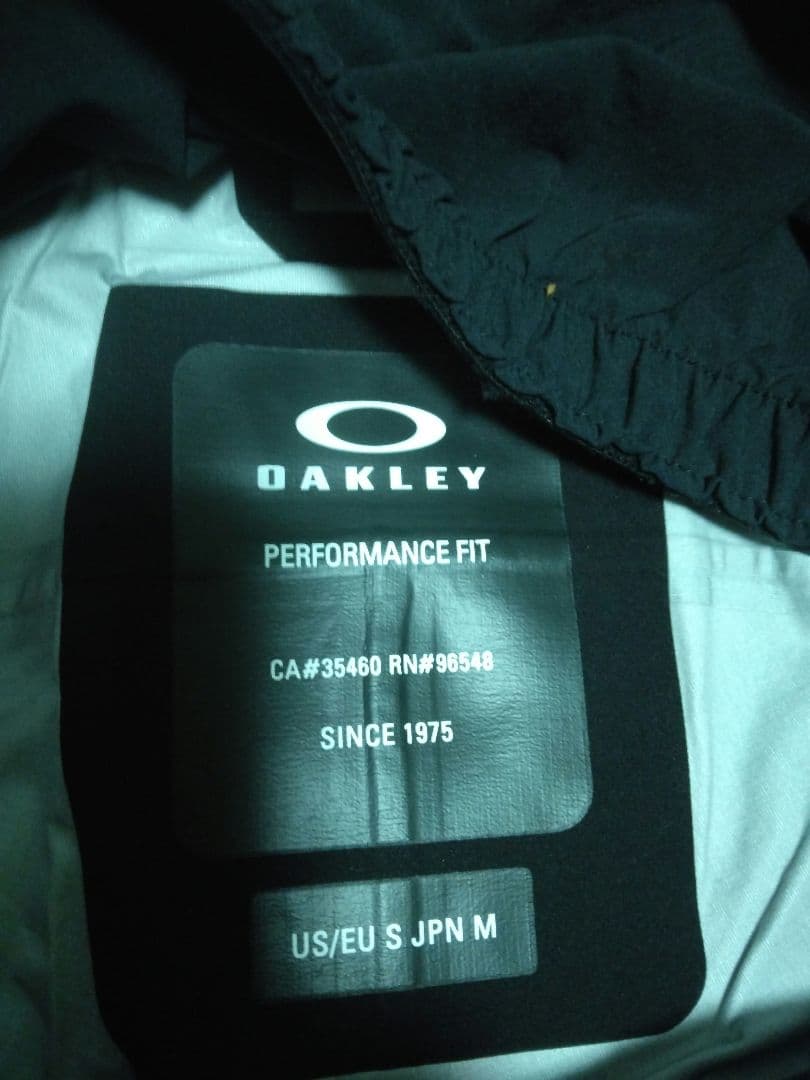 OAKLEY
PERFORMANCE FIT
CA#35460 RN#96548
SINCE 1975
US/EU S JPN M